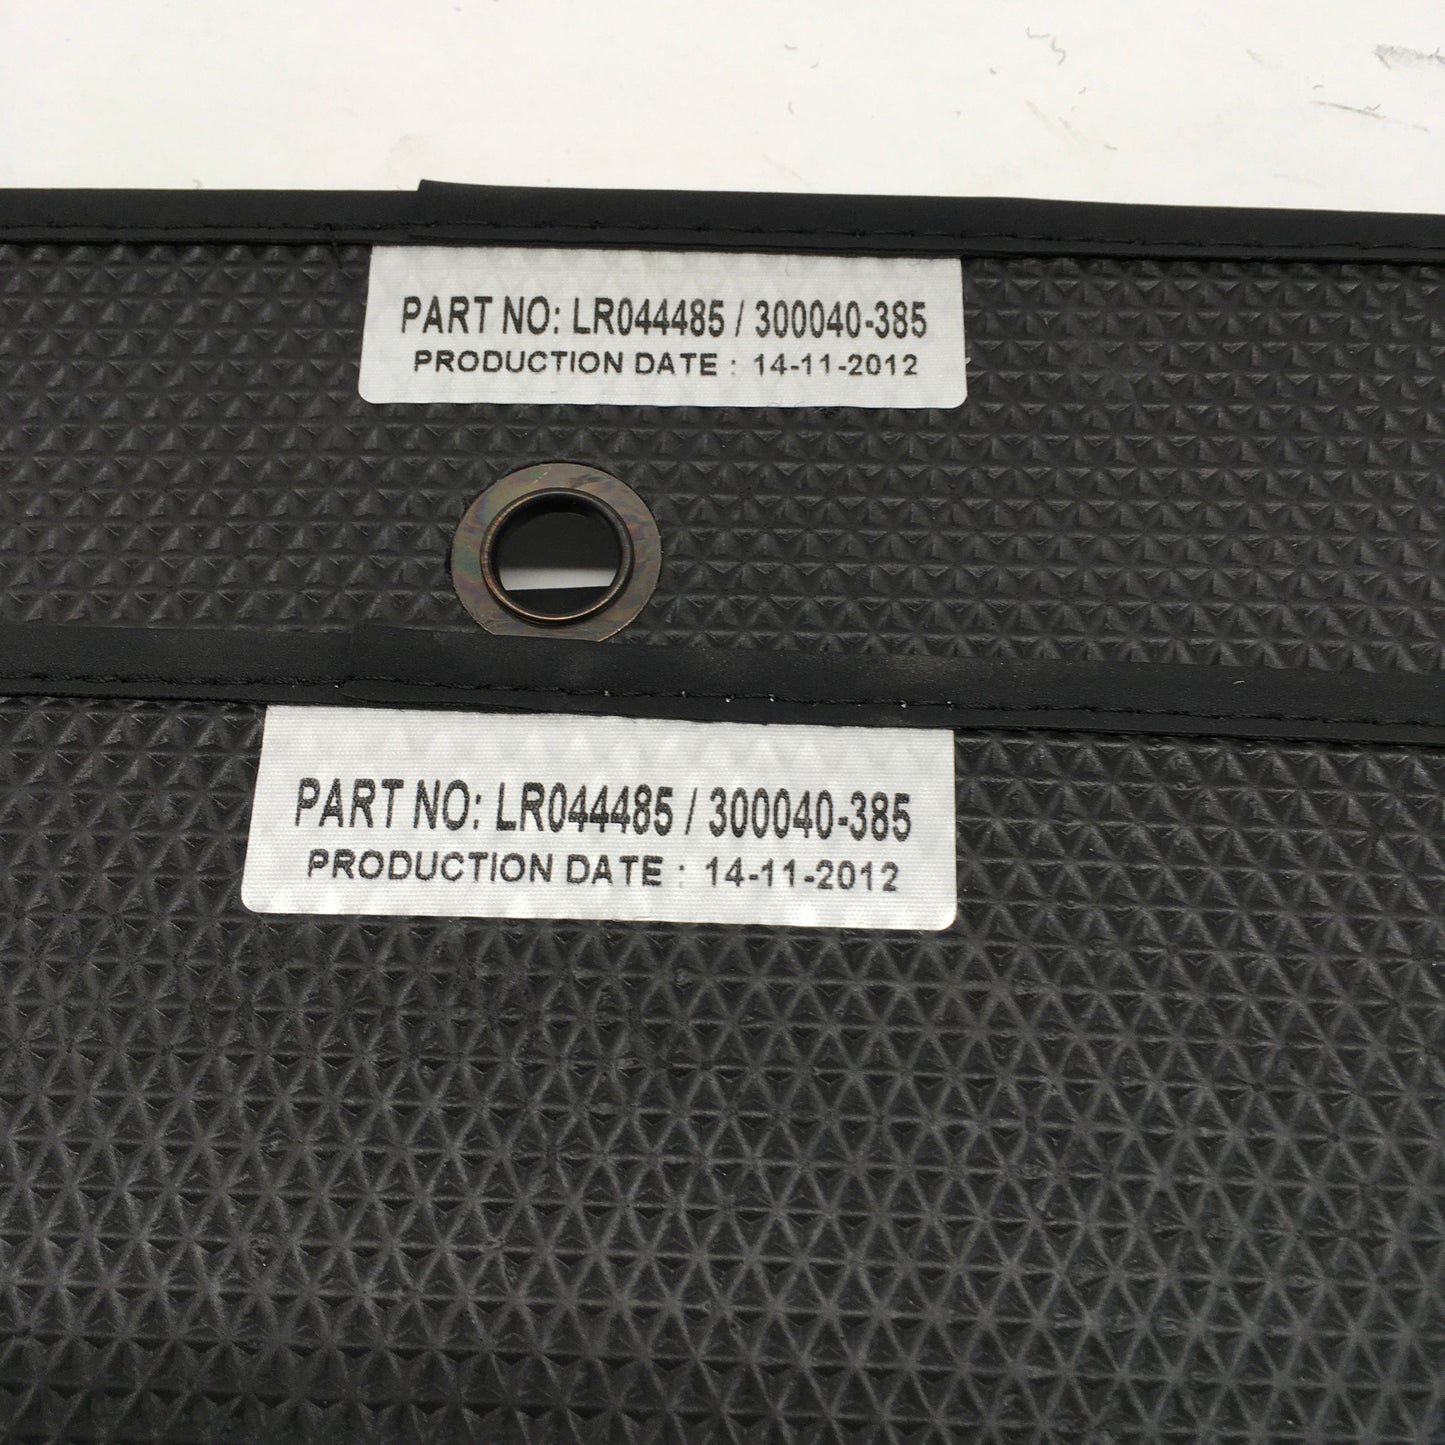 PART NO: LR044485 / 300040-385
PRODUCTION DATE : 14-11-2012
PART NO: LR044485 / 300040-385
PRODUCTION DATE : 14-11-2012